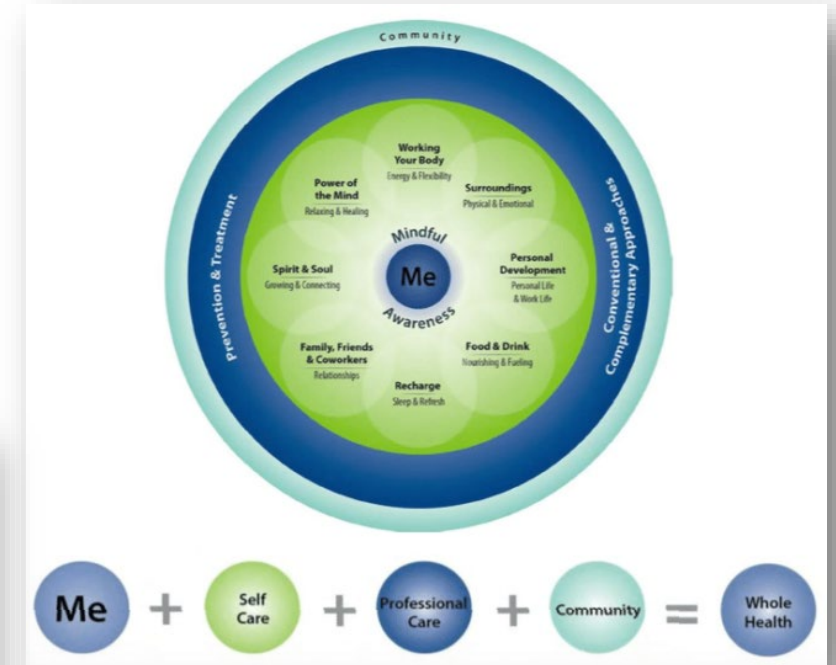 Community
Working
Your Body
Energy & Flexibility
Power of
the Mind
Relaxing & Healing
Surroundings
Physical & Emotional
Prevention & Treatment
Mindful
Me
Awareness
Spirit & Soul
Growing & Connecting
Personal
Development
Personal Life
& Work Life
Conventional &
Complementary Approaches
Family, Friends
& Coworkers
Relationships
Food & Drink
Nourishing & Fueling
Recharge
Sleep & Refresh
Me + Self Care + Professional Care + Community = Whole Health